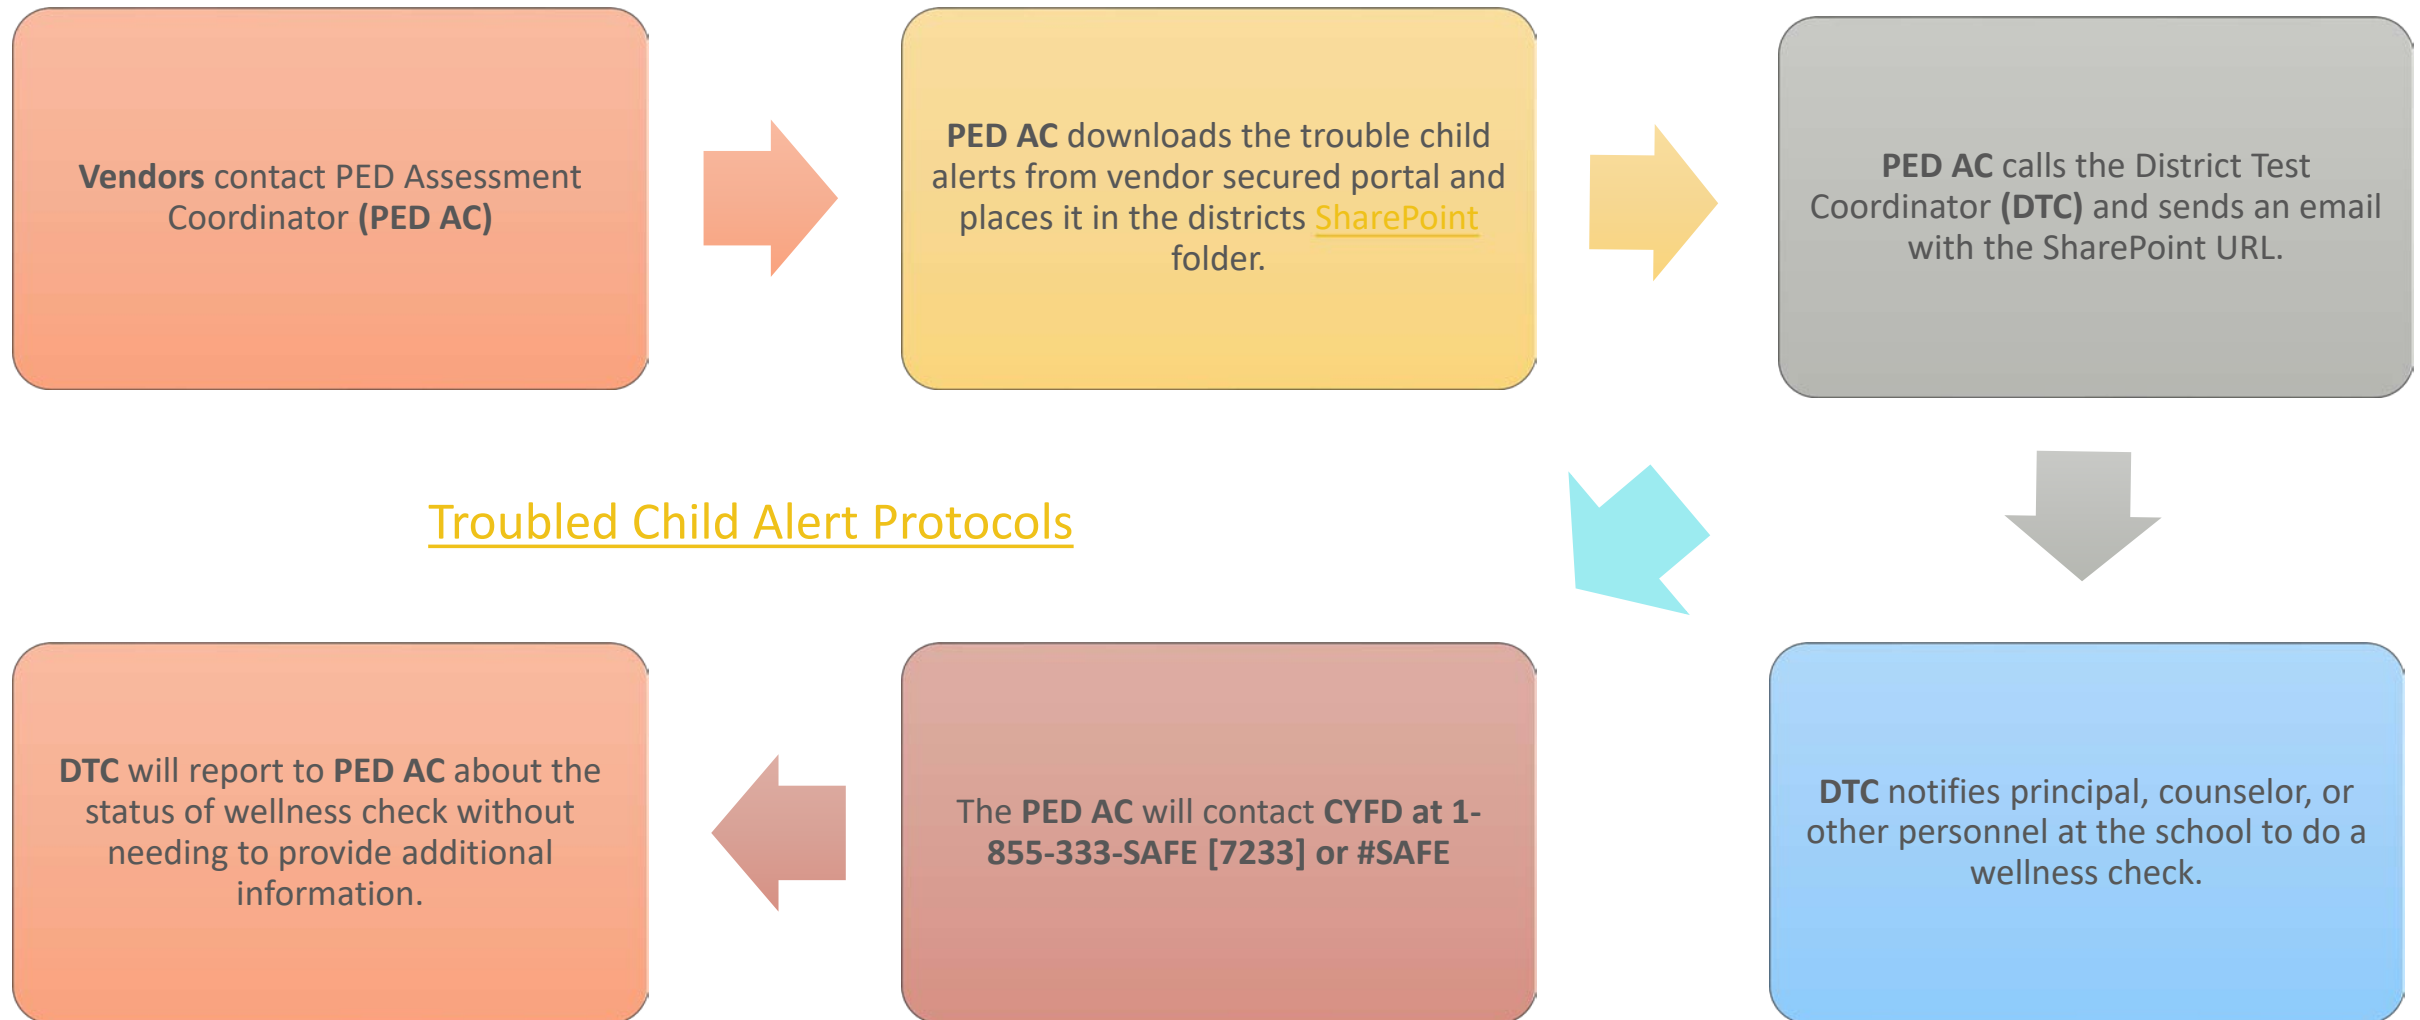 Vendors contact PED Assessment
Coordinator (PED AC)
PED AC downloads the trouble child
alerts from vendor secured portal and
places it in the districts SharePoint
folder.
PED AC calls the District Test
Coordinator (DTC) and sends an email
with the SharePoint URL.
Troubled Child Alert Protocols
DTC will report to PED AC about the
status of wellness check without
needing to provide additional
information.
The PED AC will contact CYFD at 1-
855-333-SAFE [7233] or #SAFE
DTC notifies principal, counselor, or
other personnel at the school to do a
wellness check.